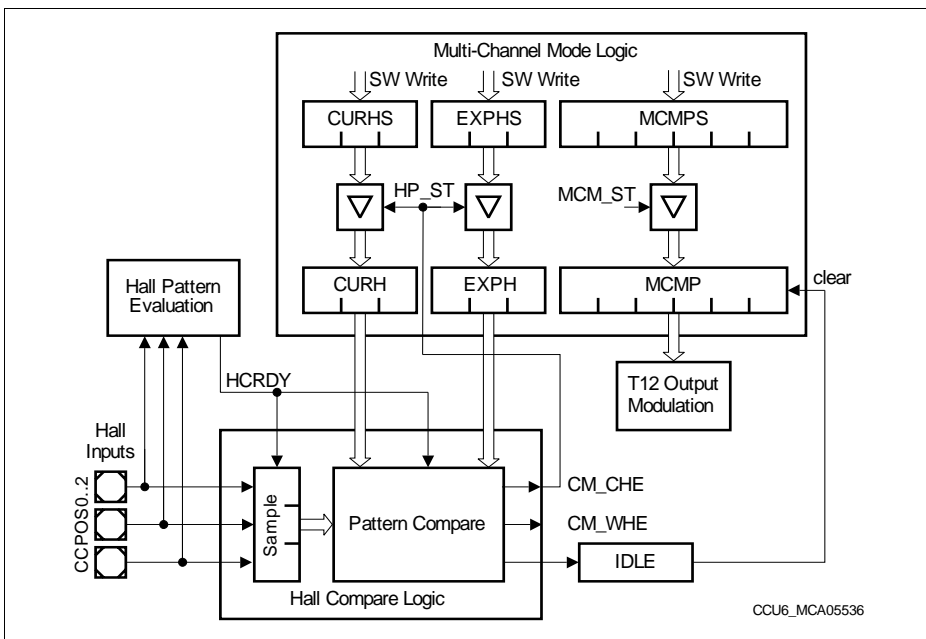 Multi-Channel Mode Logic
SW Write
SW Write
SW Write
CURHS
EXPHS
MCMPS
HP_ST
MCM_ST
CURH
EXPH
MCMP
clear
Hall Pattern
Evaluation
T12 Output
Modulation
HCRDY
Hall
Inputs
CCPOS0..2
Sample
Pattern Compare
CM_CHE
CM_WHE
IDLE
Hall Compare Logic
CCU6_MCA05536